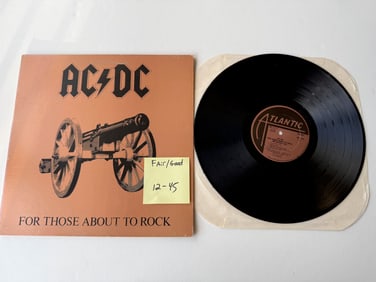 AC⚡DC
FAir/Good
12-45
FOR THOSE ABOUT TO ROCK
ATLANTIC